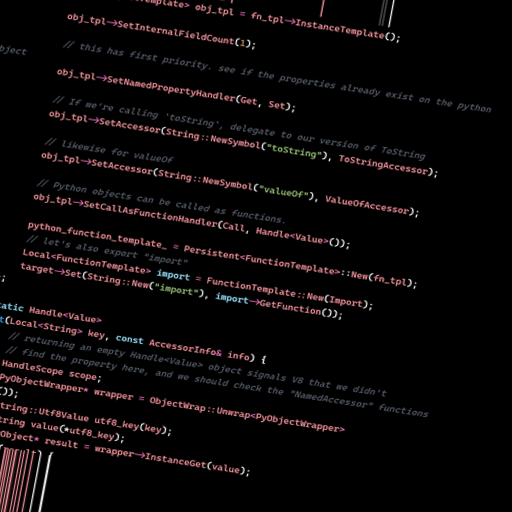 obj_tpl = fn_tpl->InstanceTemplate();
obj_tpl->SetInternalFieldCount(1);
// this has first priority. see if the properties already exist on the python
object
obj_tpl->SetNamedPropertyHandler(Get, Set);
// If we're calling 'toString', delegate to our version of ToString
obj_tpl->SetAccessor(String::NewSymbol("toString"), ToStringAccessor);
// likewise for valueOf
obj_tpl->SetAccessor(String::NewSymbol("valueOf"), ValueOfAccessor);
// Python objects can be called as functions.
obj_tpl->SetCallAsFunctionHandler(Call, Handle<Value>());
python_function_template_ = Persistent<FunctionTemplate>::New(fn_tpl);
// let's also export "import"
Local<FunctionTemplate> import = FunctionTemplate::New(Import);
target->Set(String::New("import"), import->GetFunction());
};
tatic Handle<Value>
t(Local<String> key, const AccessorInfo& info) {
// returning an empty Handle<Value> object signals V8 that we didn't
// find the property here, and we should check the "NamedAccessor" functions
HandleScope scope;
PyObjectWrapper* wrapper = ObjectWrap::Unwrap<PyObjectWrapper>
());
tring::Utf8Value utf8_key(key);
tring value(*utf8_key);
Object* result = wrapper->InstanceGet(value);